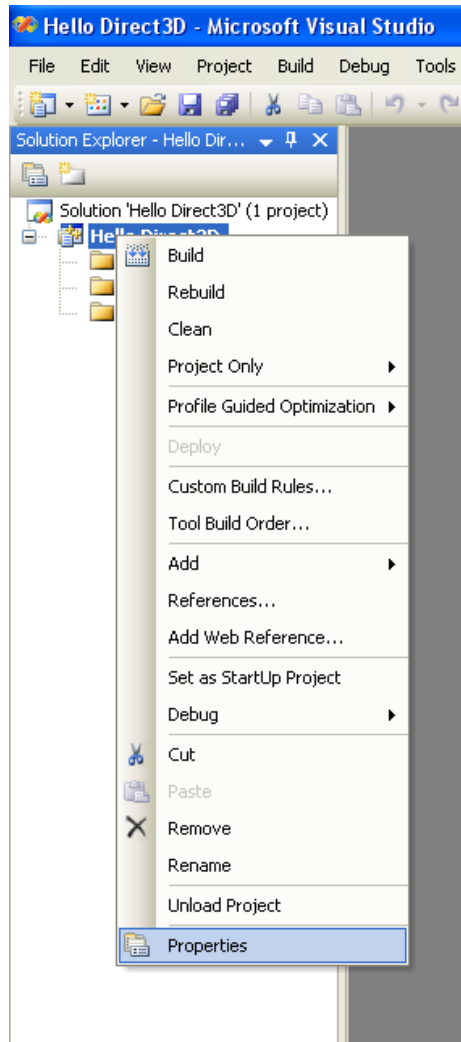 Hello Direct3D - Microsoft Visual Studio
File Edit View Project Build Debug Tools
Solution Explorer - Hello Dir...
Solution 'Hello Direct3D' (1 project)
Hello Direct3D
Build
Rebuild
Clean
Project Only
Profile Guided Optimization
Deploy
Custom Build Rules...
Tool Build Order...
Add
References...
Add Web Reference...
Set as StartUp Project
Debug
Cut
Paste
Remove
Rename
Unload Project
Properties